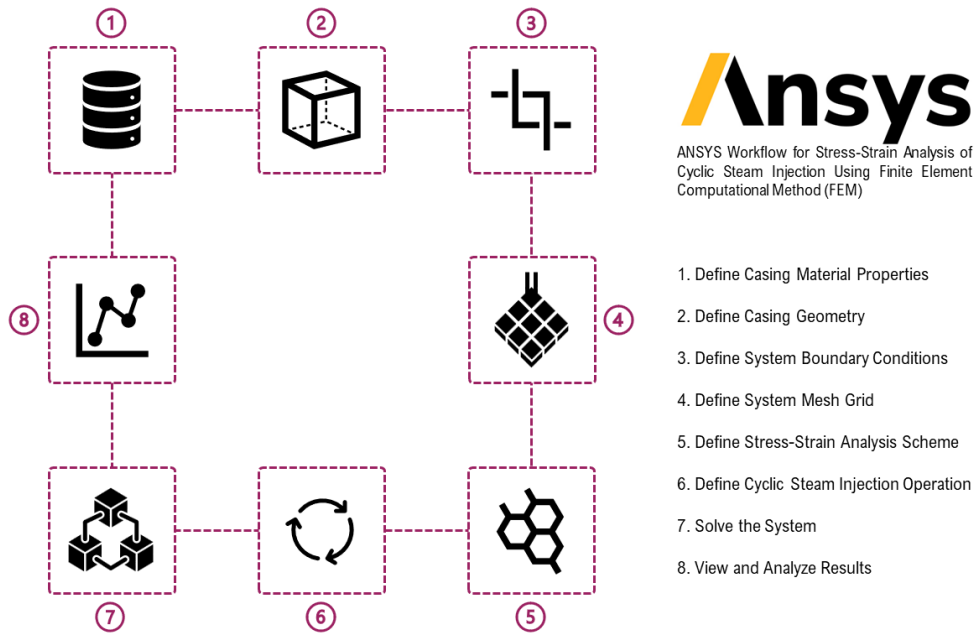 1
2
3
Ansys
ANSYS Workflow for Stress-Strain Analysis of
Cyclic Steam Injection Using Finite Element
Computational Method (FEM)
8
4
1. Define Casing Material Properties
2. Define Casing Geometry
3. Define System Boundary Conditions
4. Define System Mesh Grid
5. Define Stress-Strain Analysis Scheme
6. Define Cyclic Steam Injection Operation
7. Solve the System
8. View and Analyze Results
7
6
5